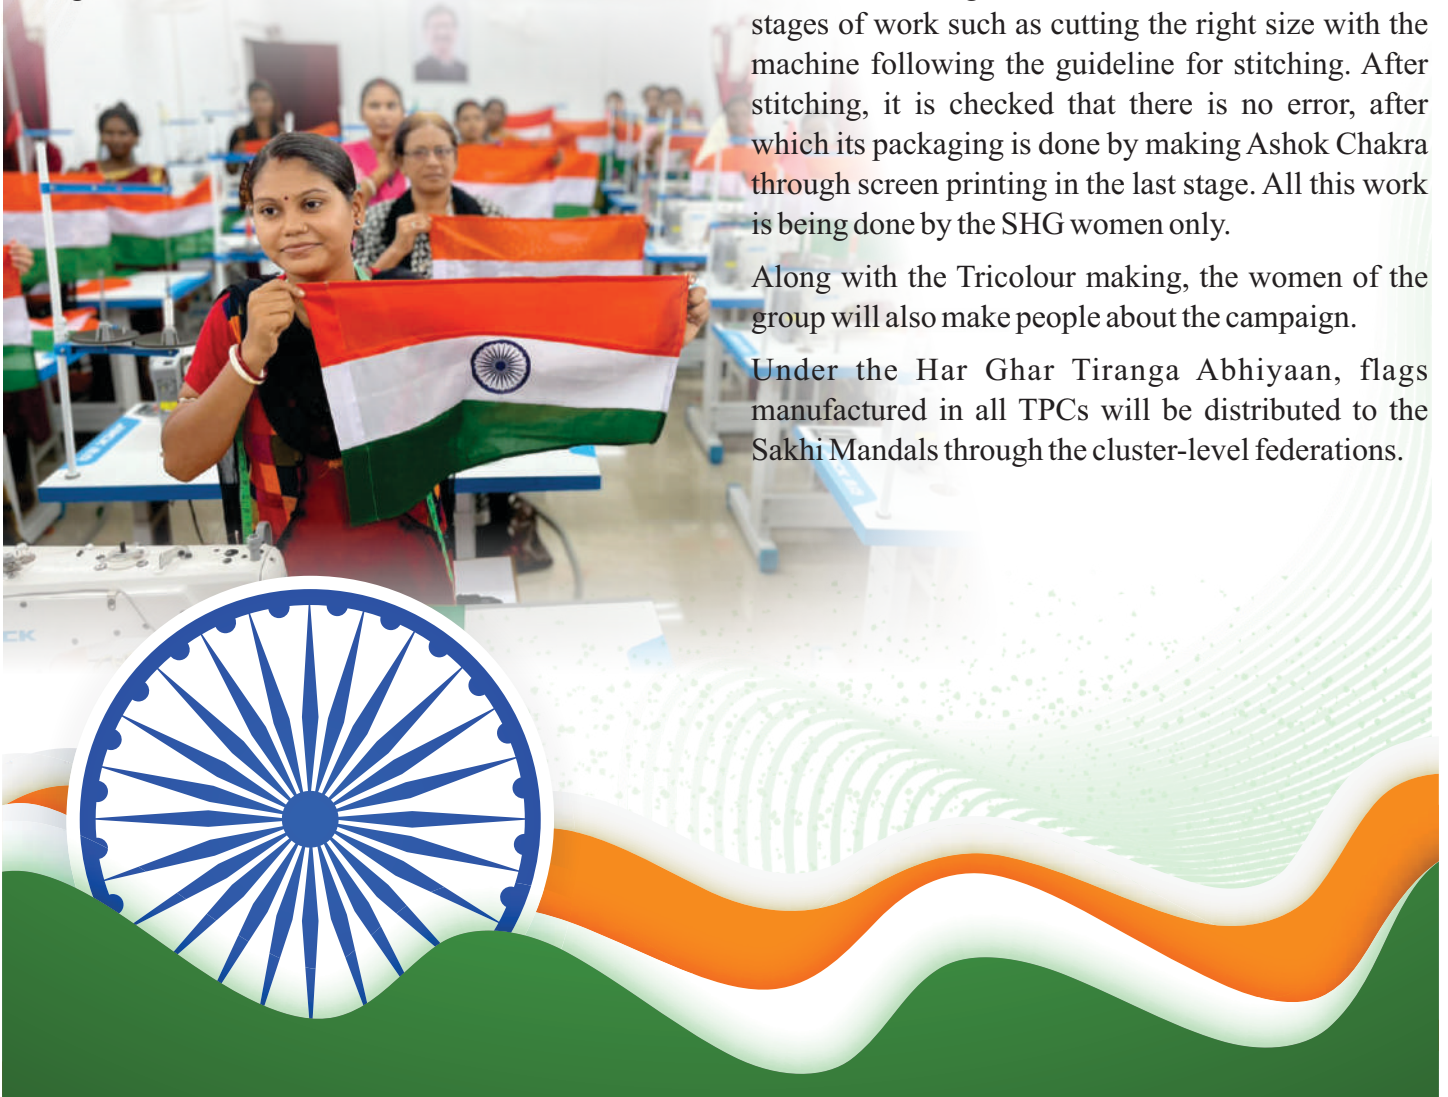 stages of work such as cutting the right size with the
machine following the guideline for stitching. After
stitching, it is checked that there is no error, after
which its packaging is done by making Ashok Chakra
through screen printing in the last stage. All this work
is being done by the SHG women only.
Along with the Tricolour making, the women of the
group will also make people about the campaign.
Under the Har Ghar Tiranga Abhiyaan, flags
manufactured in all TPCs will be distributed to the
Sakhi Mandals through the cluster-level federations.